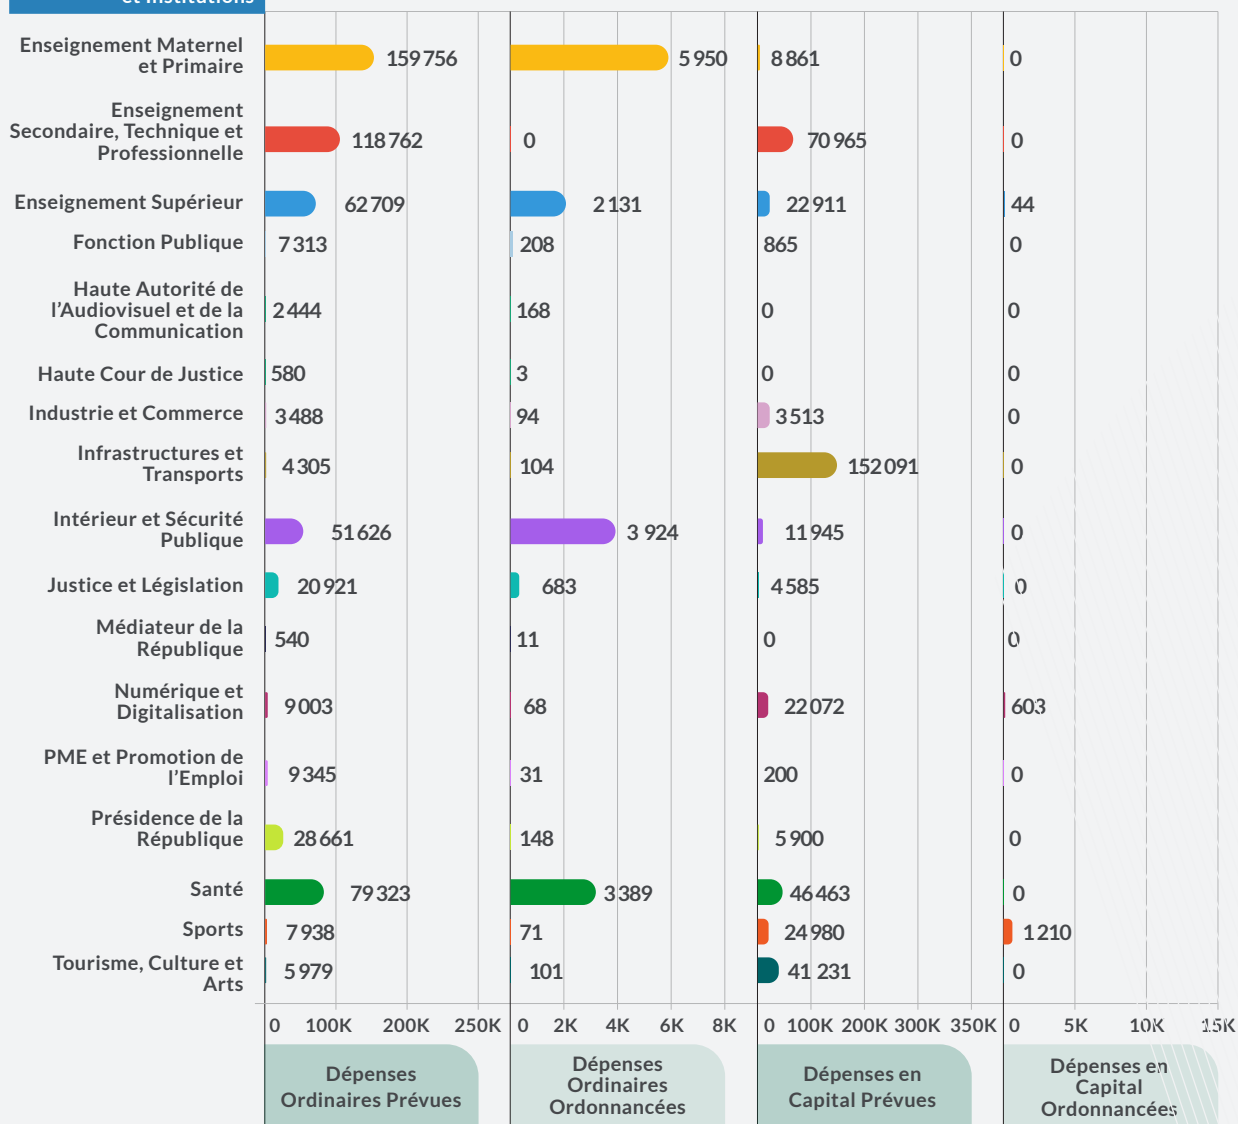 et Institutions
Enseignement Maternel
et Primaire
159 756
5 950
8 861
0
Enseignement
Secondaire, Technique et
Professionnelle
118 762
0
70 965
0
Enseignement Supérieur
62 709
2 131
22 911
44
Fonction Publique
7 313
208
865
0
Haute Autorité de
l’Audiovisuel et de la
Communication
2 444
168
0
0
Haute Cour de Justice
580
3
0
0
Industrie et Commerce
3 488
94
3 513
0
Infrastructures et
Transports
4 305
104
152 091
0
Intérieur et Sécurité
Publique
51 626
3 924
11 945
0
Justice et Législation
20 921
683
4 585
0
Médiateur de la
République
540
11
0
0
Numérique et
Digitalisation
9 003
68
22 072
603
PME et Promotion de
l’Emploi
9 345
31
200
0
Présidence de la
République
28 661
148
5 900
0
Santé
79 323
3 389
46 463
0
Sports
7 938
71
24 980
1 210
Tourisme, Culture et
Arts
5 979
101
41 231
0
0 100K 200K 250K 0 2K 4K 6K 8K 0 100K 200K 300K 350K 0 5K 10K 15K
Dépenses
Ordinaires Prévues
Dépenses
Ordinaires
Ordonnancées
Dépenses en
Capital Prévues
Dépenses en
Capital
Ordonnancées